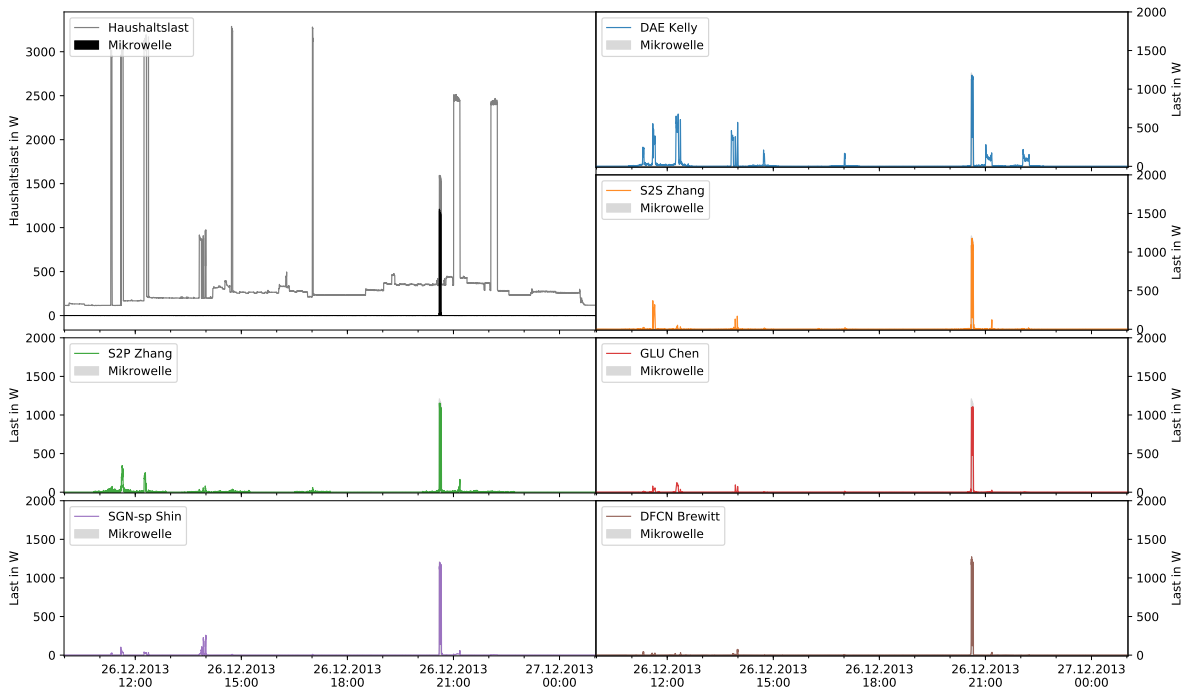 Haushaltslast
Mikrowelle
Haushaltslast in W
3000
2500
2000
1500
1000
500
0
DAE Kelly
Mikrowelle
Last in W
2000
1500
1000
500
0
S2S Zhang
Mikrowelle
Last in W
2000
1500
1000
500
0
S2P Zhang
Mikrowelle
Last in W
2000
1500
1000
500
0
GLU Chen
Mikrowelle
Last in W
2000
1500
1000
500
0
SGN-sp Shin
Mikrowelle
Last in W
2000
1500
1000
500
0
DFCN Brewitt
Mikrowelle
Last in W
2000
1500
1000
500
0
26.12.2013 26.12.2013 26.12.2013 26.12.2013 27.12.2013
12:00 15:00 18:00 21:00 00:00
26.12.2013 26.12.2013 26.12.2013 26.12.2013 27.12.2013
12:00 15:00 18:00 21:00 00:00